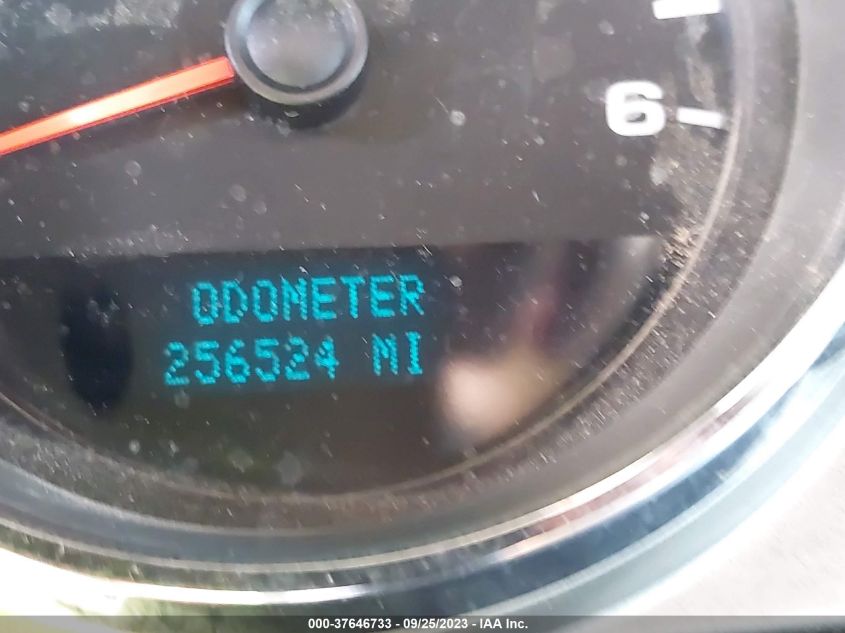 6
ODOMETER
256524 MI
000-37646733 - 09/25/2023 - IAA Inc.